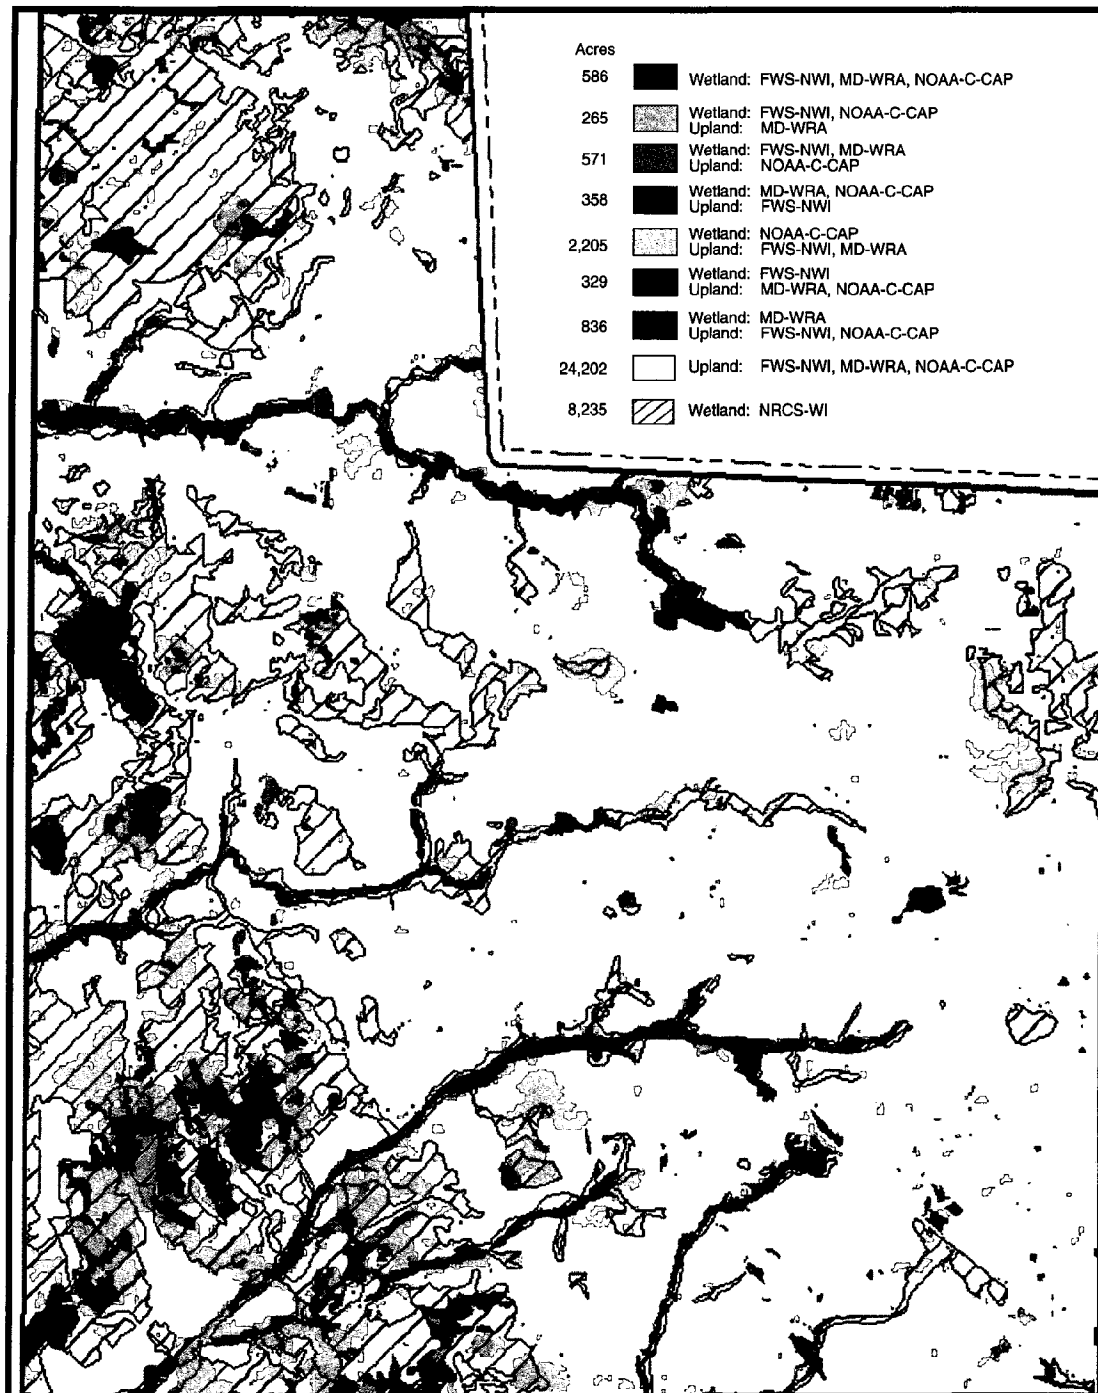 Acres
586 Wetland: FWS-NWI, MD-WRA, NOAA-C-CAP
265 Wetland: FWS-NWI, NOAA-C-CAP
Upland: MD-WRA
571 Wetland: FWS-NWI, MD-WRA
Upland: NOAA-C-CAP
358 Wetland: MD-WRA, NOAA-C-CAP
Upland: FWS-NWI
2,205 Wetland: NOAA-C-CAP
Upland: FWS-NWI, MD-WRA
329 Wetland: FWS-NWI
Upland: MD-WRA, NOAA-C-CAP
836 Wetland: MD-WRA
Upland: FWS-NWI, NOAA-C-CAP
24,202 Upland: FWS-NWI, MD-WRA, NOAA-C-CAP
8,235 Wetland: NRCS-WI